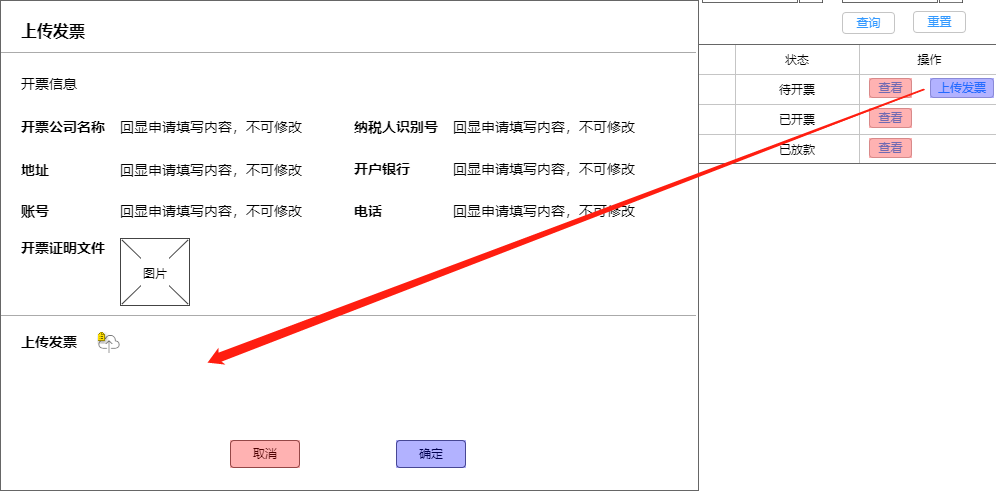 上传发票
查询 重置
状态 操作
开票信息
待开票 查看 上传发票
已开票 查看
开票公司名称 回显申请填写内容，不可修改 纳税人识别号 回显申请填写内容，不可修改
已放款 查看
地址 回显申请填写内容，不可修改 开户银行 回显申请填写内容，不可修改
账号 回显申请填写内容，不可修改 电话 回显申请填写内容，不可修改
开票证明文件
图片
上传发票
取消 确定